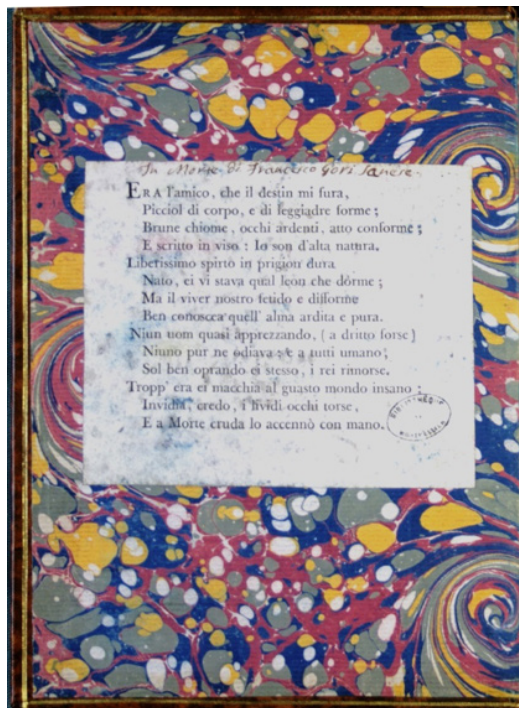 In Morte di Francesco Gori Sanese.
ERA l'amico, che il destin mi fura,
Picciol di corpo, e di leggiadre forme;
Brune chiome, occhi ardenti, atto conforme;
E scritto in viso: Io son d'alta natura.
Liberissimo spirto in prigion dura
Nato, ei vi stava qual leon che dorme;
Ma il viver nostro fetido e difforme
Ben conoscea quell' alma ardita e pura.
Niun uom quasi apprezzando, (a dritto forse)
Niuno pur ne odiava: e a tutti umano,
Sol ben oprando ei stesso, i rei rimorse.
Tropp' era ei macchia al guasto mondo insano;
Invidia, credo, i lividi occhi torse,
E a Morte cruda lo accennò con mano.